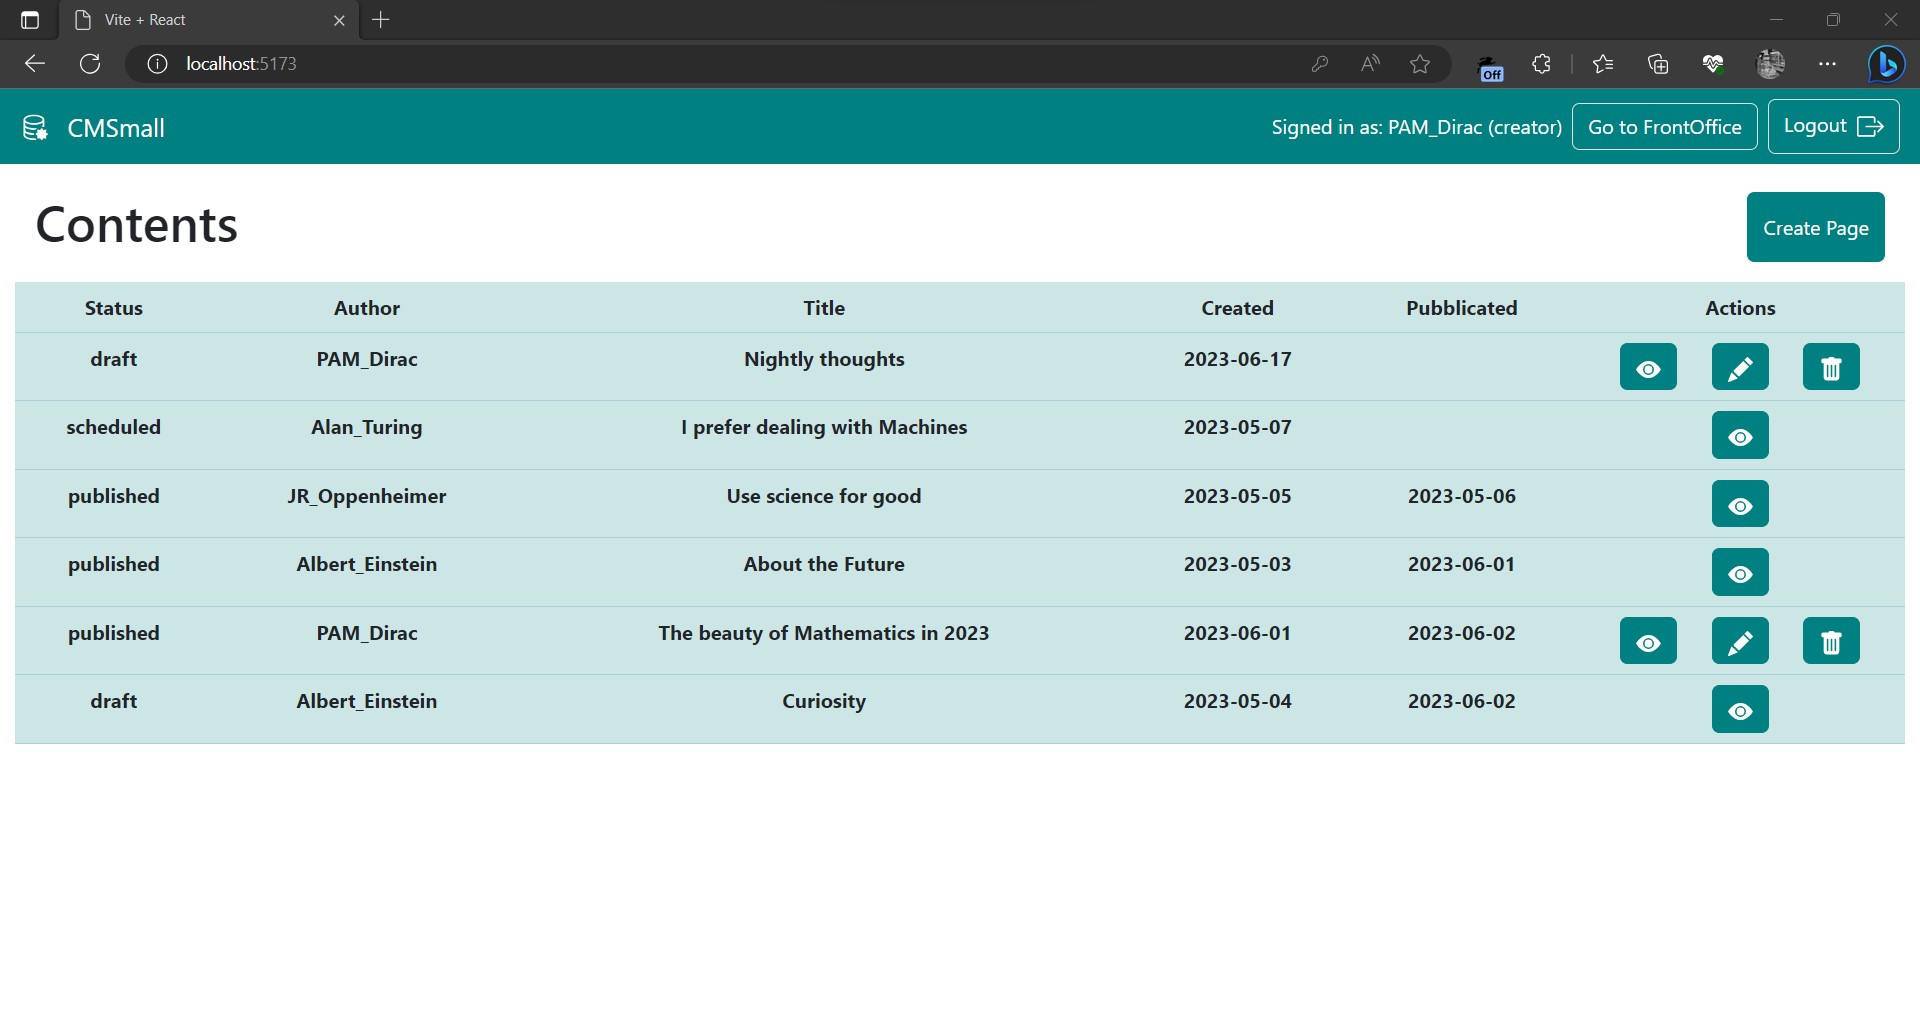 Vite + React
localhost:5173
Off
CMSmall
Signed in as: PAM_Dirac (creator) Go to FrontOffice Logout
Contents
Create Page
Status Author Title Created Pubblicated Actions
draft PAM_Dirac Nightly thoughts 2023-06-17
scheduled Alan_Turing I prefer dealing with Machines 2023-05-07
published JR_Oppenheimer Use science for good 2023-05-05 2023-05-06
published Albert_Einstein About the Future 2023-05-03 2023-06-01
published PAM_Dirac The beauty of Mathematics in 2023 2023-06-01 2023-06-02
draft Albert_Einstein Curiosity 2023-05-04 2023-06-02